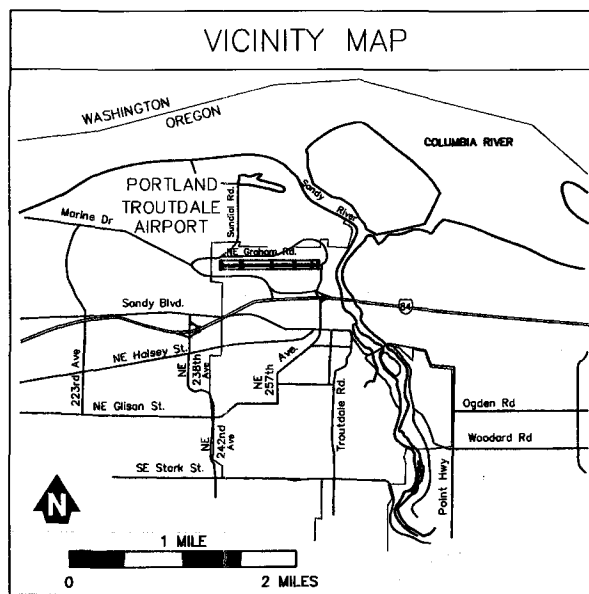 VICINITY MAP
WASHINGTON
OREGON
COLUMBIA RIVER
PORTLAND
TROUTDALE
AIRPORT
Sundial Rd.
Sandy River
Marine Dr
NE Graham Rd.
Sandy Blvd.
84
NE Halsey St.
223rd Ave
NE
238th
Ave
NE
257th
Ave.
NE Glisan St.
NE
242nd
Ave
Troutdale Rd.
Ogden Rd
Woodard Rd
SE Stark St.
Point Hwy
N
1 MILE
0
2 MILES